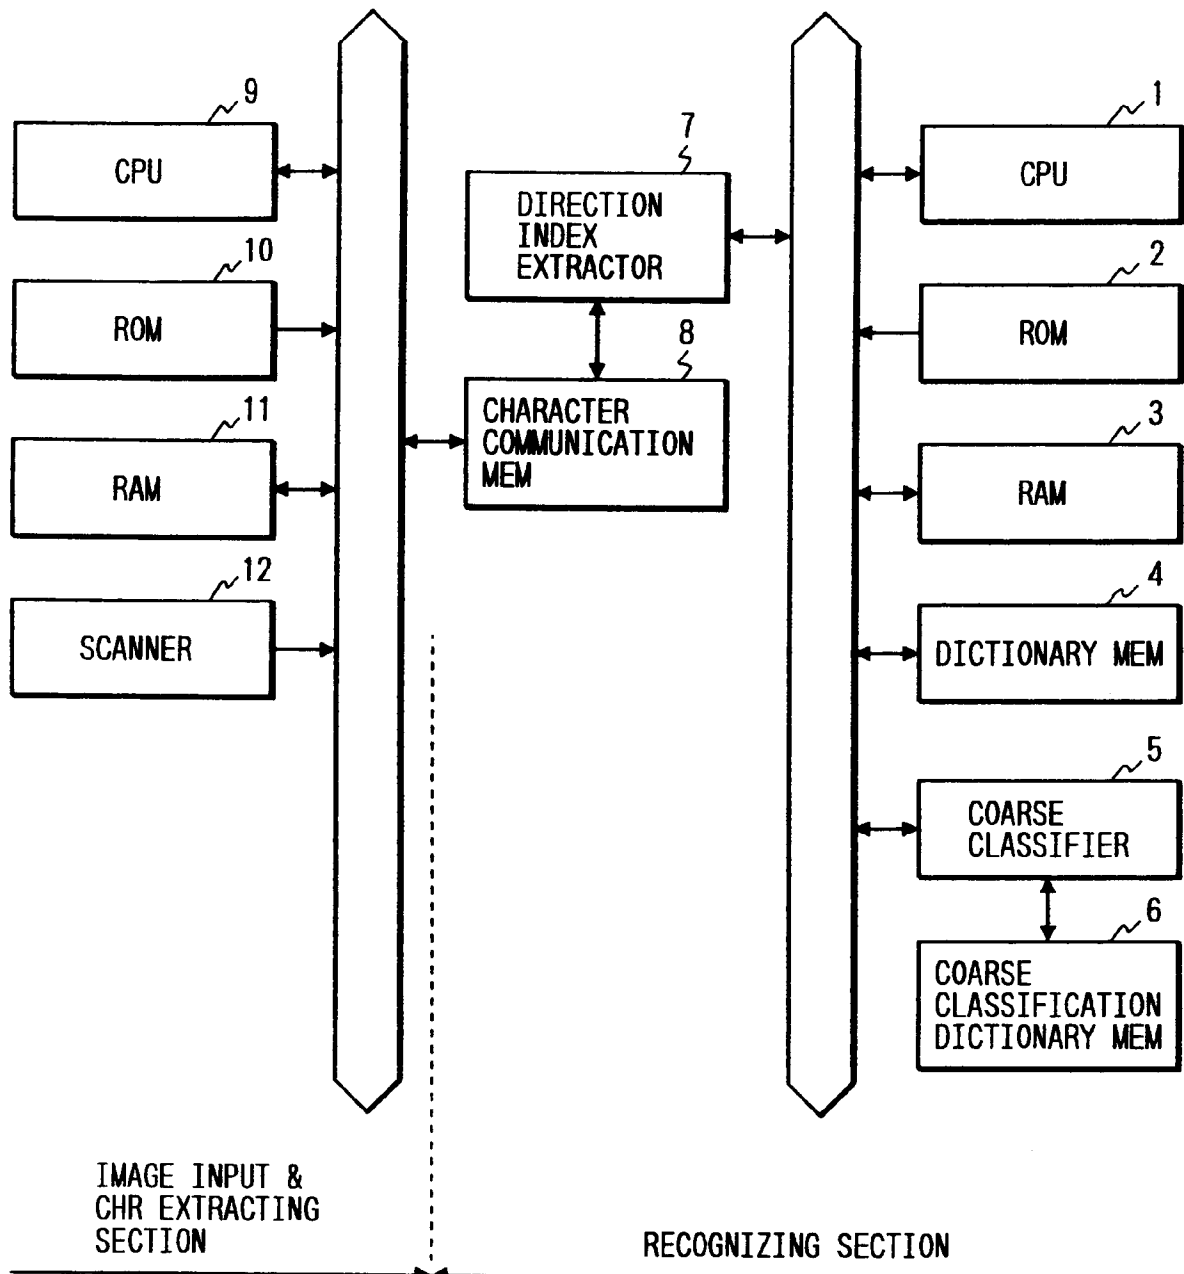 9
CPU
10
ROM
11
RAM
12
SCANNER
7
DIRECTION
INDEX
EXTRACTOR
8
CHARACTER
COMMUNICATION
MEM
1
CPU
2
ROM
3
RAM
4
DICTIONARY MEM
5
COARSE
CLASSIFIER
6
COARSE
CLASSIFICATION
DICTIONARY MEM
IMAGE INPUT &
CHR EXTRACTING
SECTION
RECOGNIZING SECTION